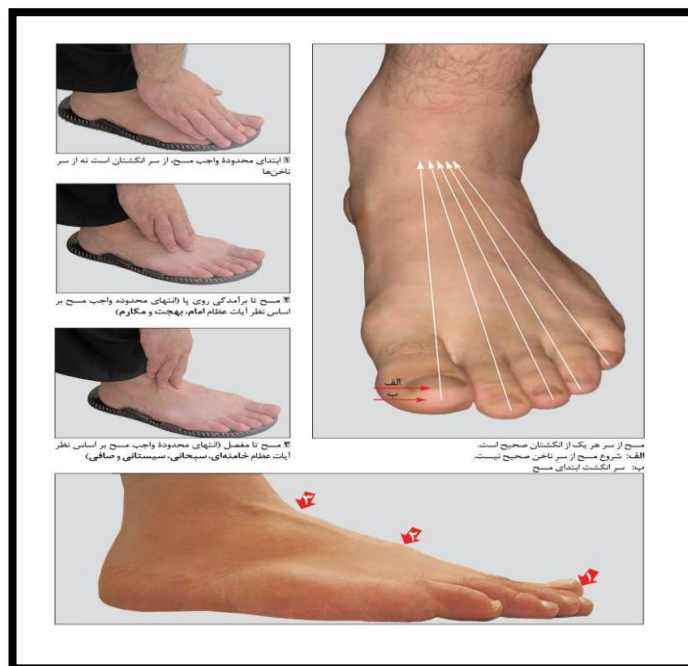 ۱ ابتدای محدودهٔ واجب مسح، از سر انگشتان است نه از سر
ناخن‌ها
۲ مسح تا برآمدگی روی پا (انتهای محدوده واجب مسح بر
اساس نظر آیات عظام امام، بهجت و مکارم)
۳ مسح تا مفصل (انتهای محدودهٔ واجب مسح بر اساس نظر
آیات عظام خامنه‌ای، سبحانی، سیستانی و صافی)
الف
ب
مسح از سر هر یک از انگشتان صحیح است.
الف: شروع مسح از سرِ ناخن صحیح نیست.
ب: سر انگشت ابتدای مسح
۳
۲
۱